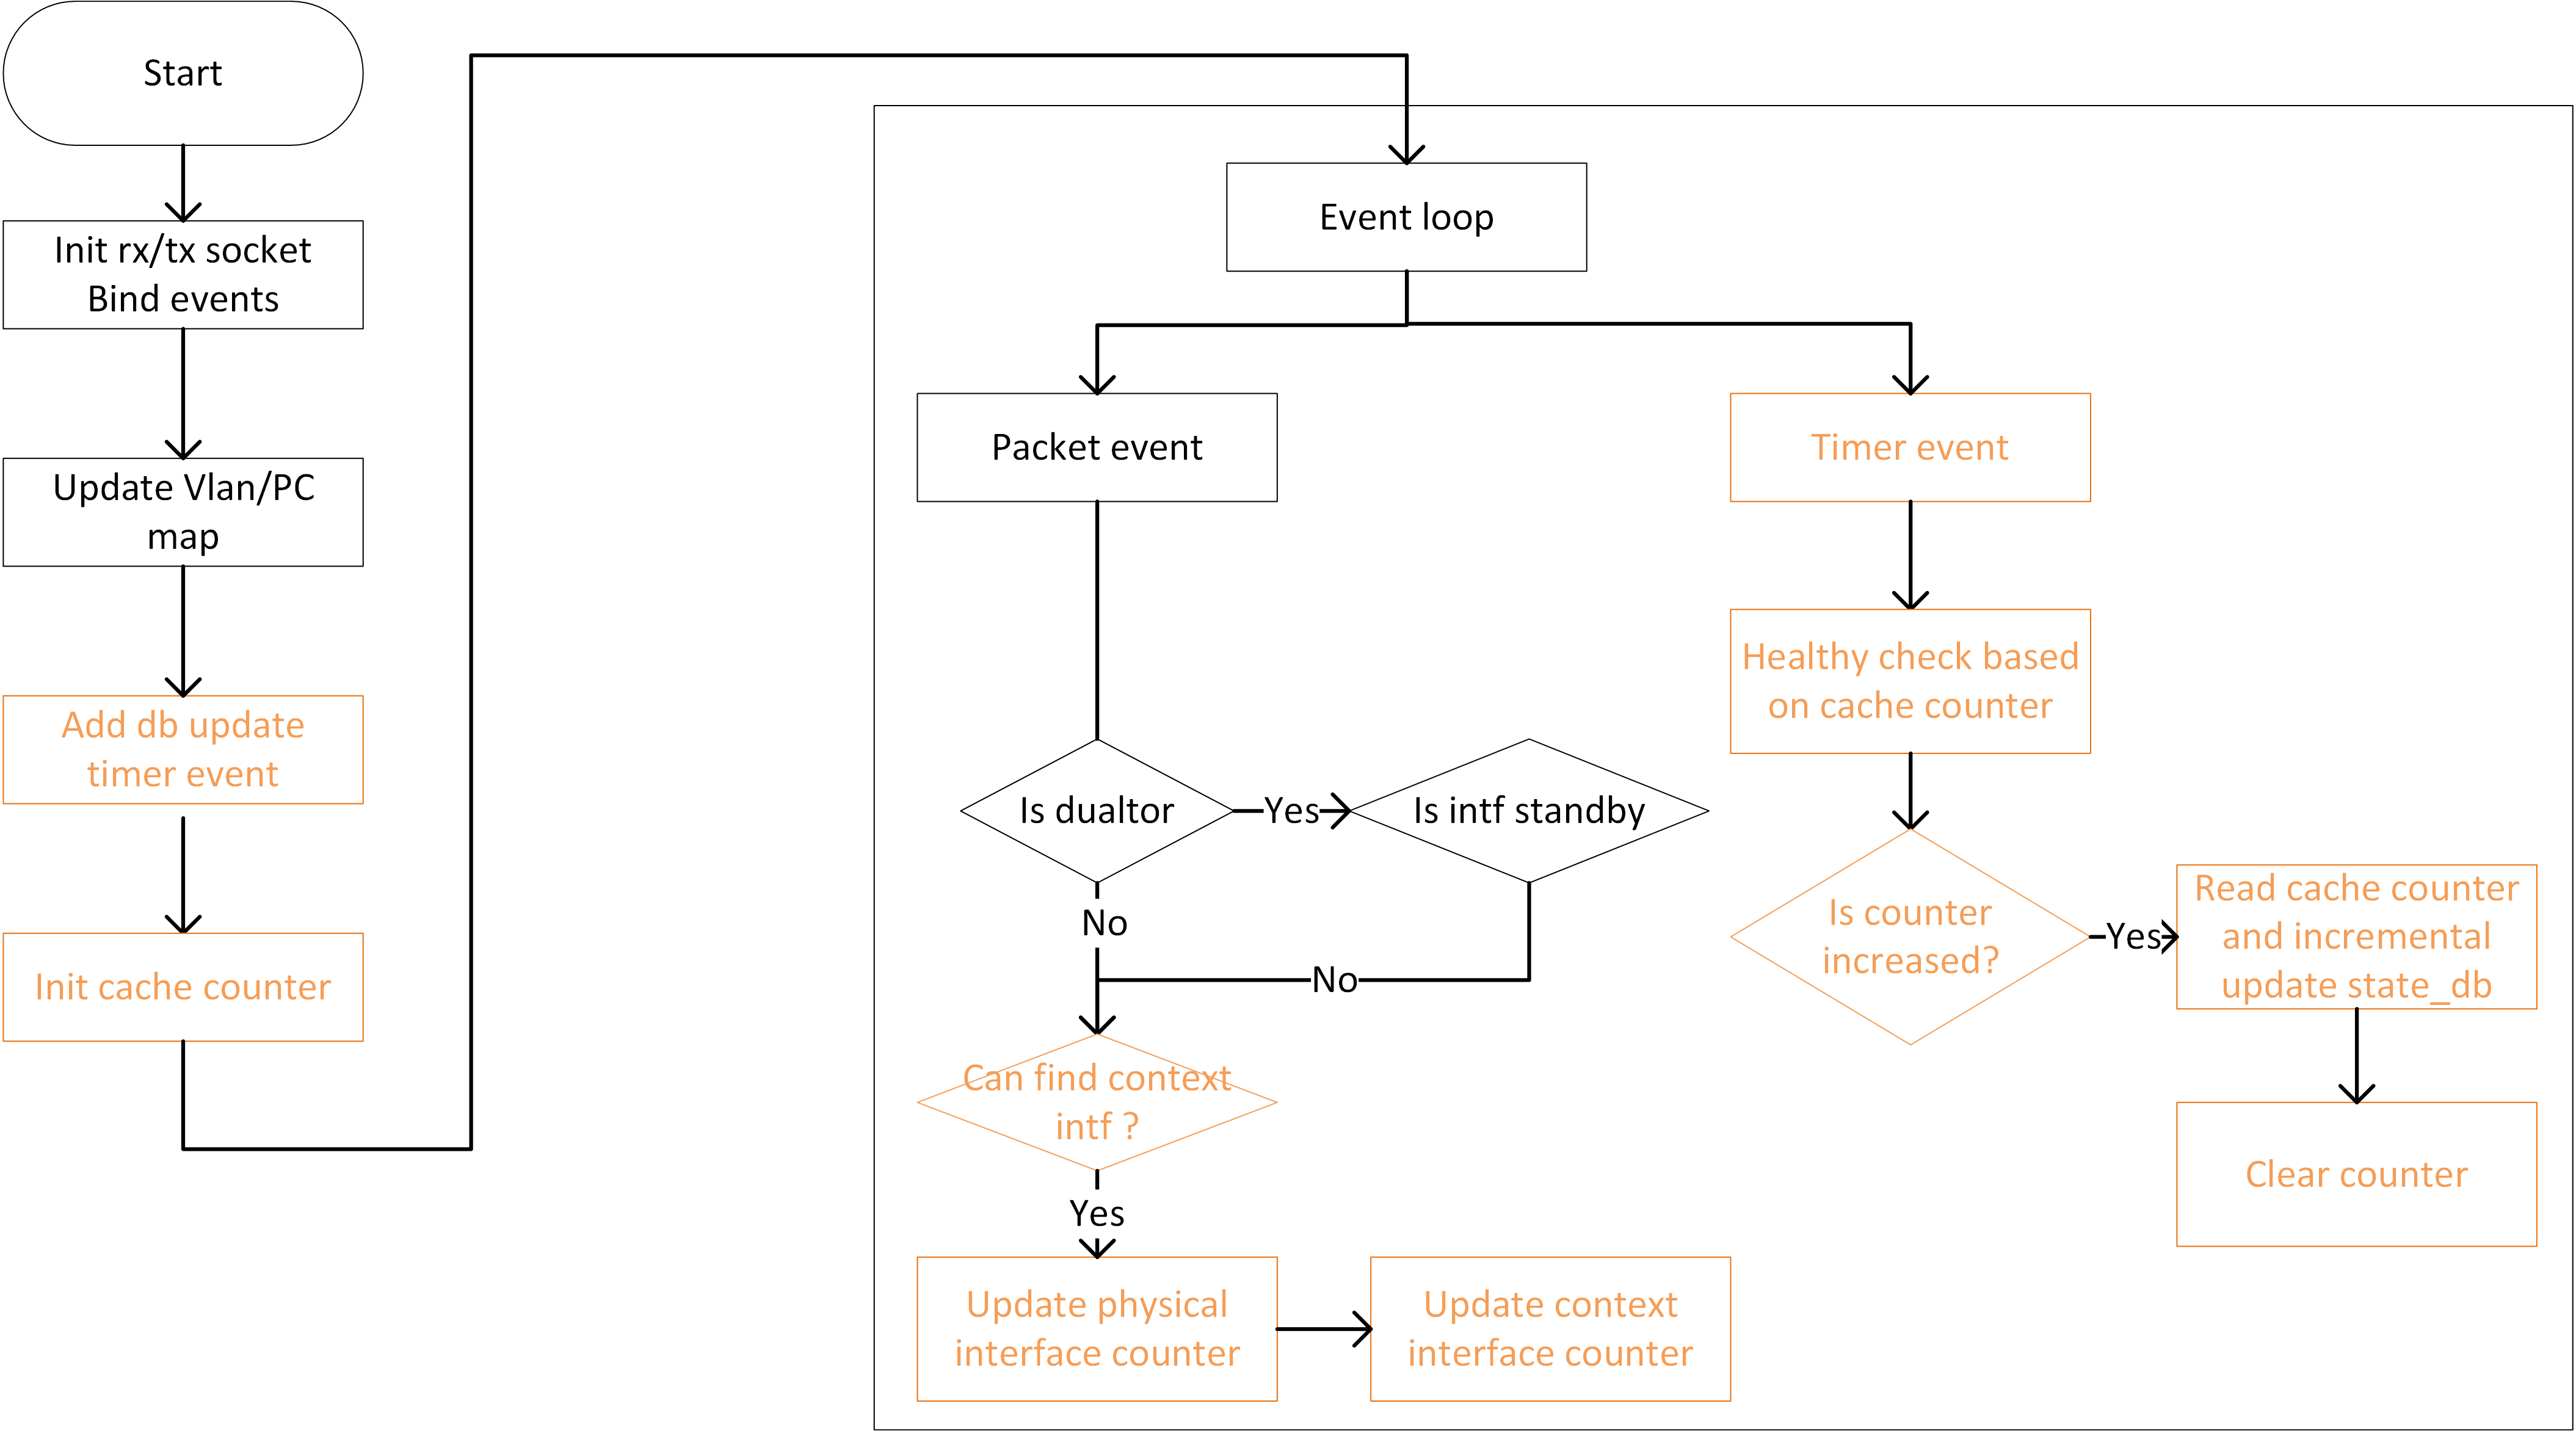 Start
Init rx/tx socket
Bind events
Update Vlan/PC
map
Add db update
timer event
Init cache counter
Event loop
Packet event
Timer event
Healthy check based
on cache counter
Is dualtor
Yes
Is intf standby
No
No
Is counter
increased?
Yes
Read cache counter
and incremental
update state_db
Can find context
intf ?
Yes
Clear counter
Update physical
interface counter
Update context
interface counter